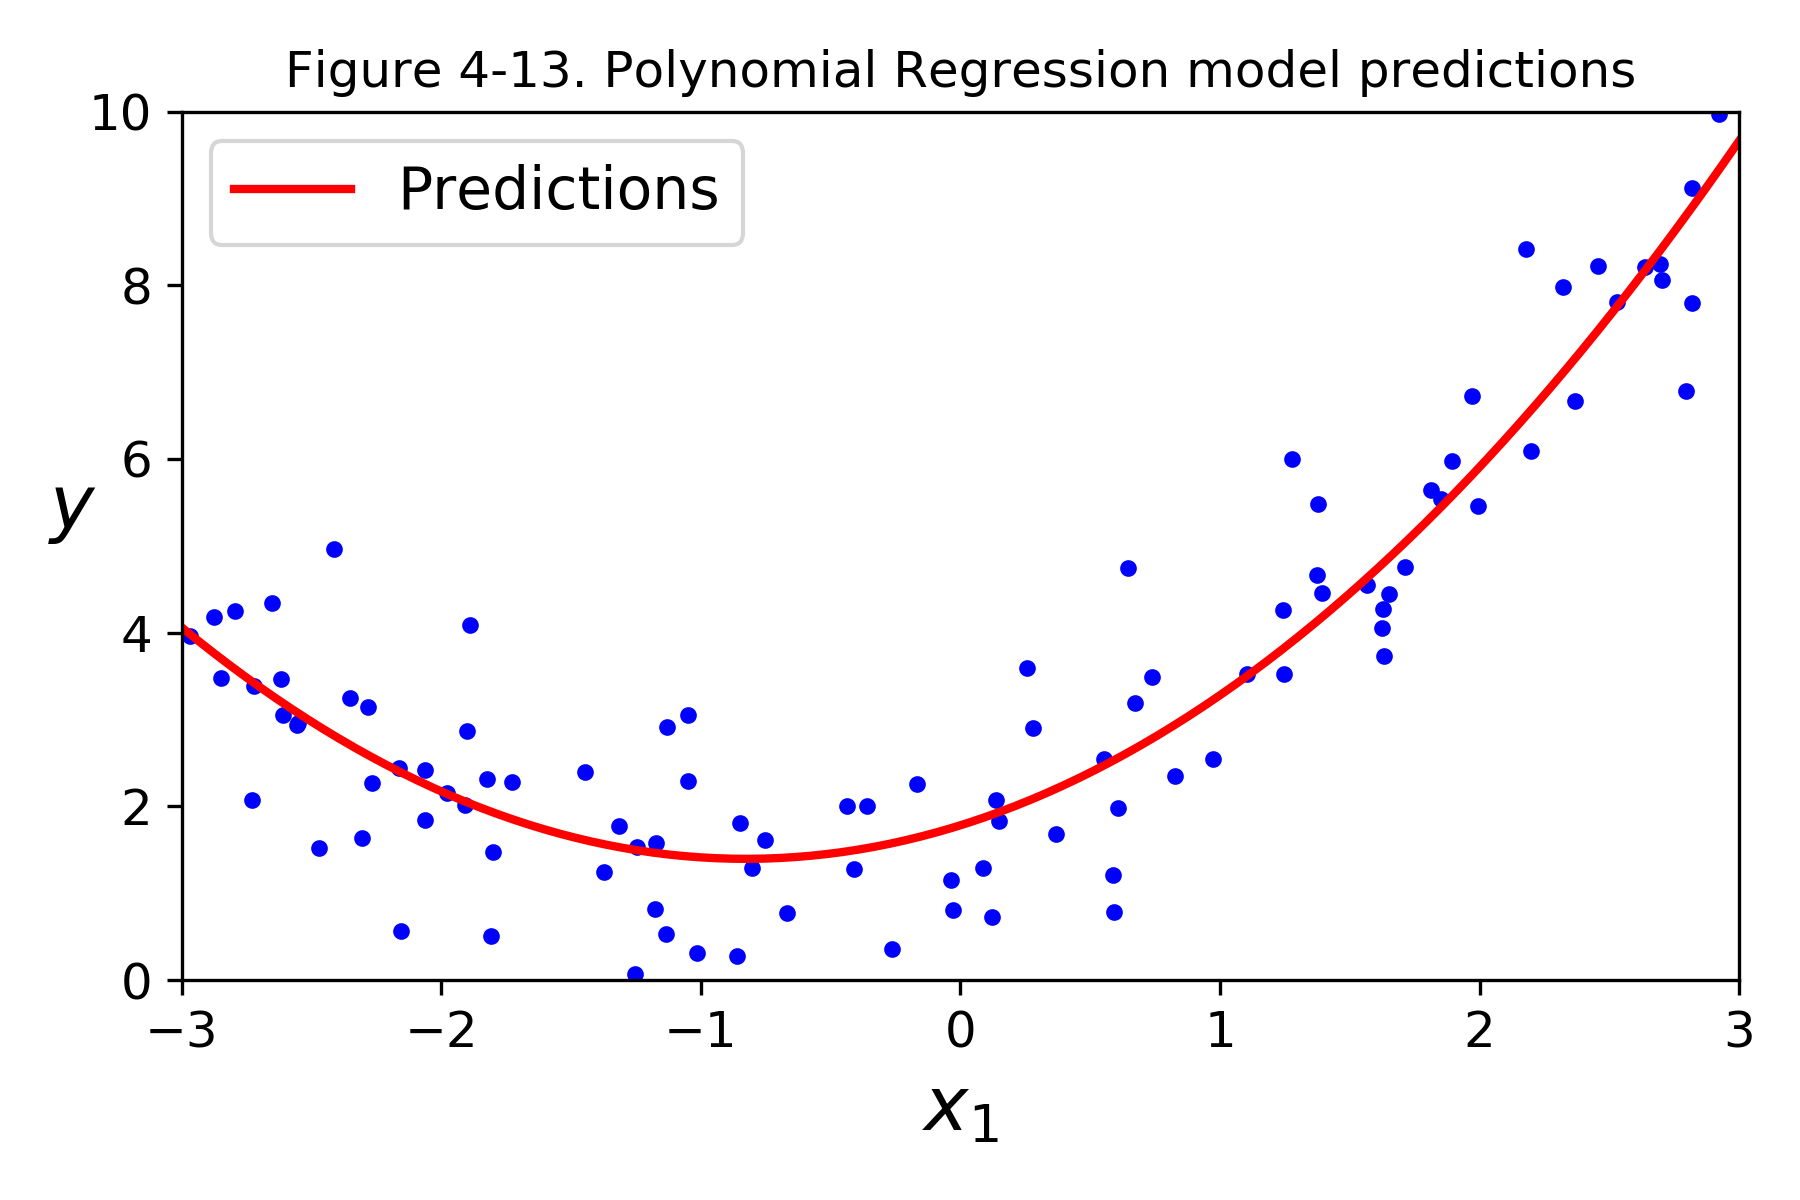 Figure 4-13. Polynomial Regression model predictions
10
Predictions
8
6
y
4
2
0
−3 −2 −1 0 1 2 3
x₁